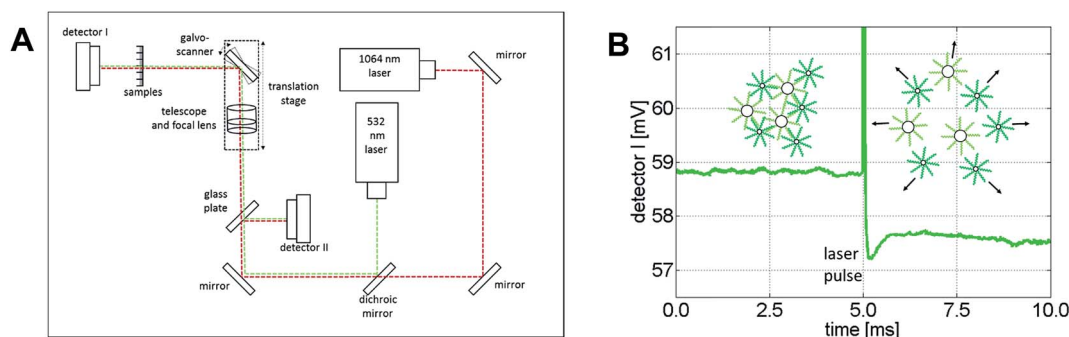 A
detector I
samples
galvo-
scanner
translation
stage
telescope
and focal lens
1064 nm
laser
mirror
532
nm
laser
glass
plate
detector II
mirror
dichroic
mirror
mirror
B
detector I [mV]
61
60
59
58
57
laser
pulse
0.0
2.5
5.0
7.5
10.0
time [ms]